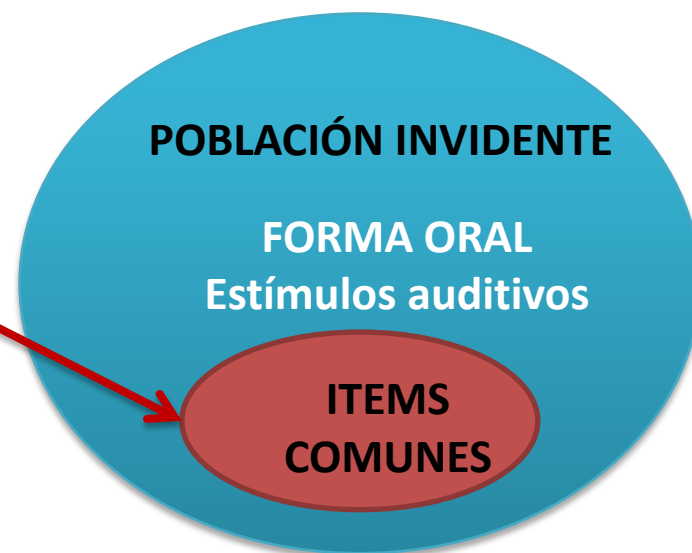 POBLACIÓN INVIDENTE
FORMA ORAL
Estímulos auditivos
ITEMS
COMUNES